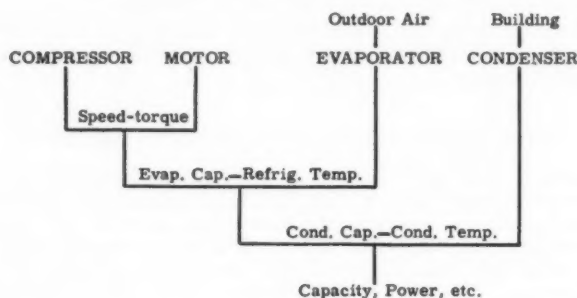 Outdoor Air Building
COMPRESSOR MOTOR EVAPORATOR CONDENSER
Speed-torque
Evap. Cap.—Refrig. Temp.
Cond. Cap.—Cond. Temp.
Capacity, Power, etc.